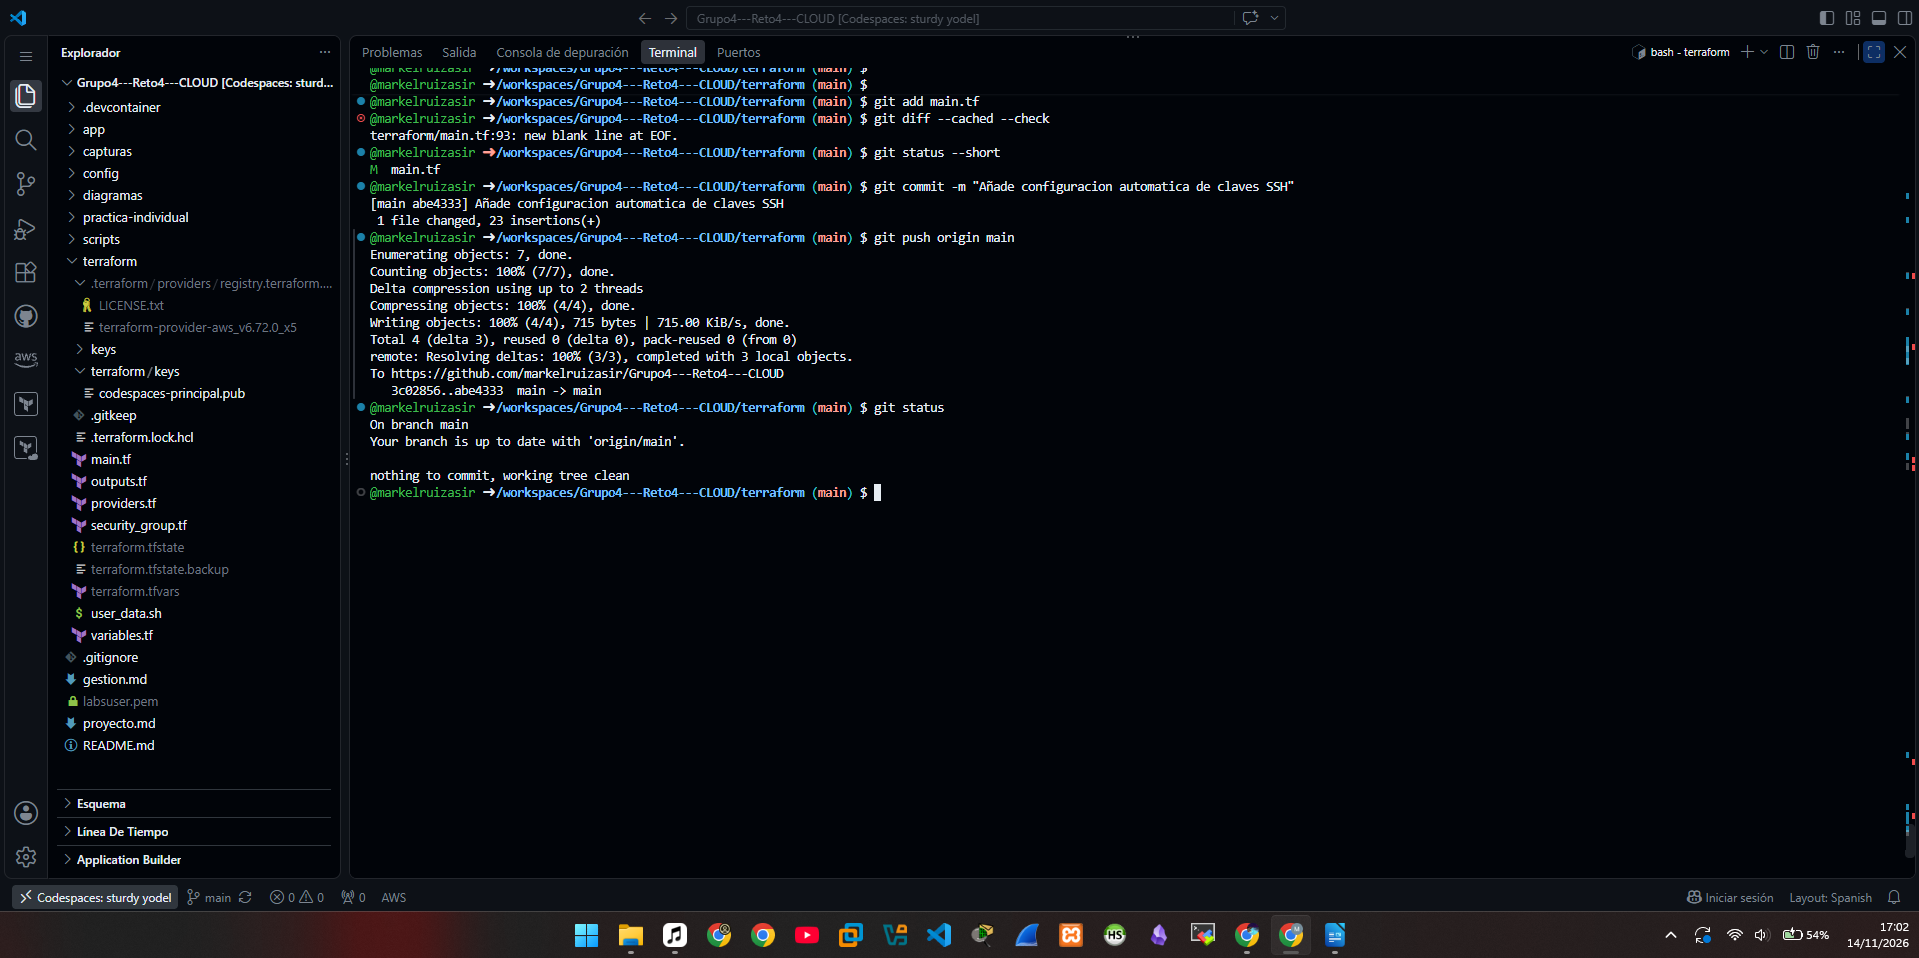 Grupo4---Reto4---CLOUD [Codespaces: sturdy yodel]
Explorador
Grupo4---Reto4---CLOUD [Codespaces: sturd...
.devcontainer
app
capturas
config
diagramas
practica-individual
scripts
terraform
.terraform / providers / registry.terraform....
LICENSE.txt
terraform-provider-aws_v6.72.0_x5
keys
terraform / keys
codespaces-principal.pub
.gitkeep
.terraform.lock.hcl
main.tf
outputs.tf
providers.tf
security_group.tf
terraform.tfstate
terraform.tfstate.backup
terraform.tfvars
user_data.sh
variables.tf
.gitignore
gestion.md
labsuser.pem
proyecto.md
README.md
Esquema
Línea De Tiempo
Application Builder
aws
Problemas Salida Consola de depuración Terminal Puertos
bash - terraform
@markelruizasir ➜/workspaces/Grupo4---Reto4---CLOUD/terraform (main) $
@markelruizasir ➜/workspaces/Grupo4---Reto4---CLOUD/terraform (main) $
@markelruizasir ➜/workspaces/Grupo4---Reto4---CLOUD/terraform (main) $ git add main.tf
@markelruizasir ➜/workspaces/Grupo4---Reto4---CLOUD/terraform (main) $ git diff --cached --check
terraform/main.tf:93: new blank line at EOF.
@markelruizasir ➜/workspaces/Grupo4---Reto4---CLOUD/terraform (main) $ git status --short
M  main.tf
@markelruizasir ➜/workspaces/Grupo4---Reto4---CLOUD/terraform (main) $ git commit -m "Añade configuracion automatica de claves SSH"
[main abe4333] Añade configuracion automatica de claves SSH
 1 file changed, 23 insertions(+)
@markelruizasir ➜/workspaces/Grupo4---Reto4---CLOUD/terraform (main) $ git push origin main
Enumerating objects: 7, done.
Counting objects: 100% (7/7), done.
Delta compression using up to 2 threads
Compressing objects: 100% (4/4), done.
Writing objects: 100% (4/4), 715 bytes | 715.00 KiB/s, done.
Total 4 (delta 3), reused 0 (delta 0), pack-reused 0 (from 0)
remote: Resolving deltas: 100% (3/3), completed with 3 local objects.
To https://github.com/markelruizasir/Grupo4---Reto4---CLOUD
   3c02856..abe4333  main -> main
@markelruizasir ➜/workspaces/Grupo4---Reto4---CLOUD/terraform (main) $ git status
On branch main
Your branch is up to date with 'origin/main'.
nothing to commit, working tree clean
@markelruizasir ➜/workspaces/Grupo4---Reto4---CLOUD/terraform (main) $
Codespaces: sturdy yodel main 0 0 0 AWS
Iniciar sesión Layout: Spanish
HS
54%
17:02
14/11/2026